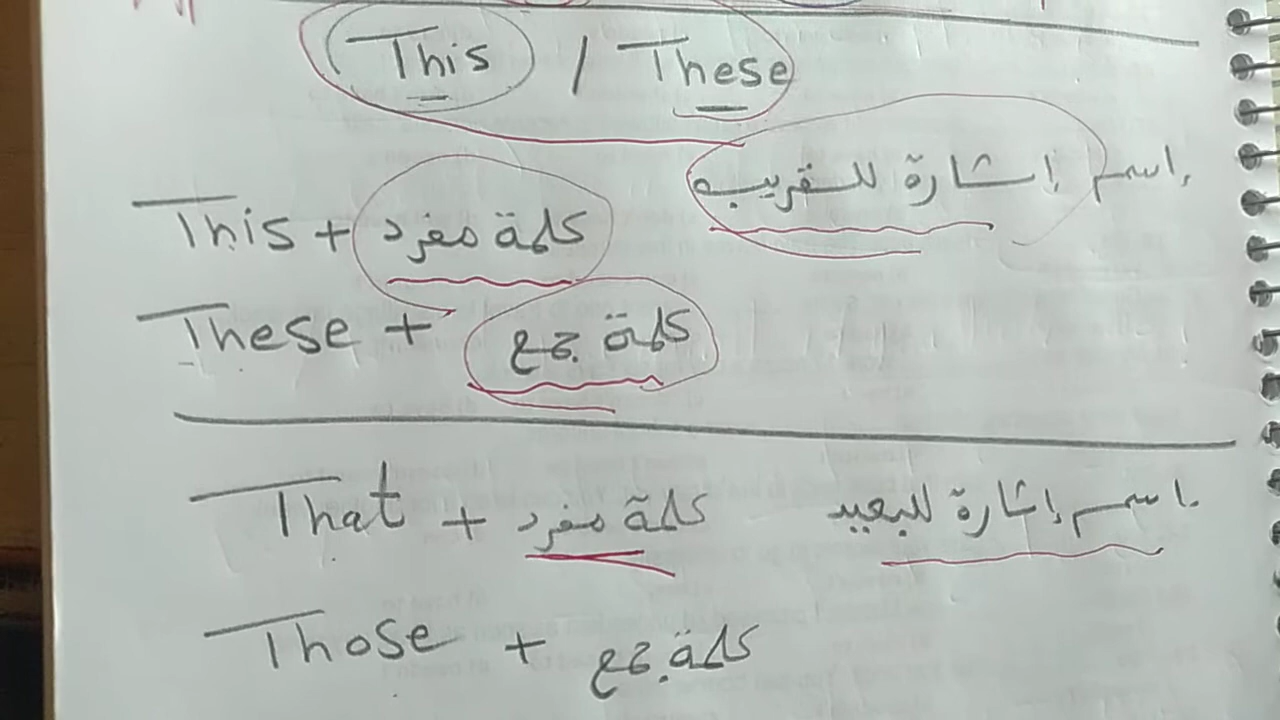 This / These
اسم إشارة للقريب
This + كلمة مفرد
These + كلمة جمع
That + كلمة مفرد اسم إشارة للبعيد
Those + كلمة جمع